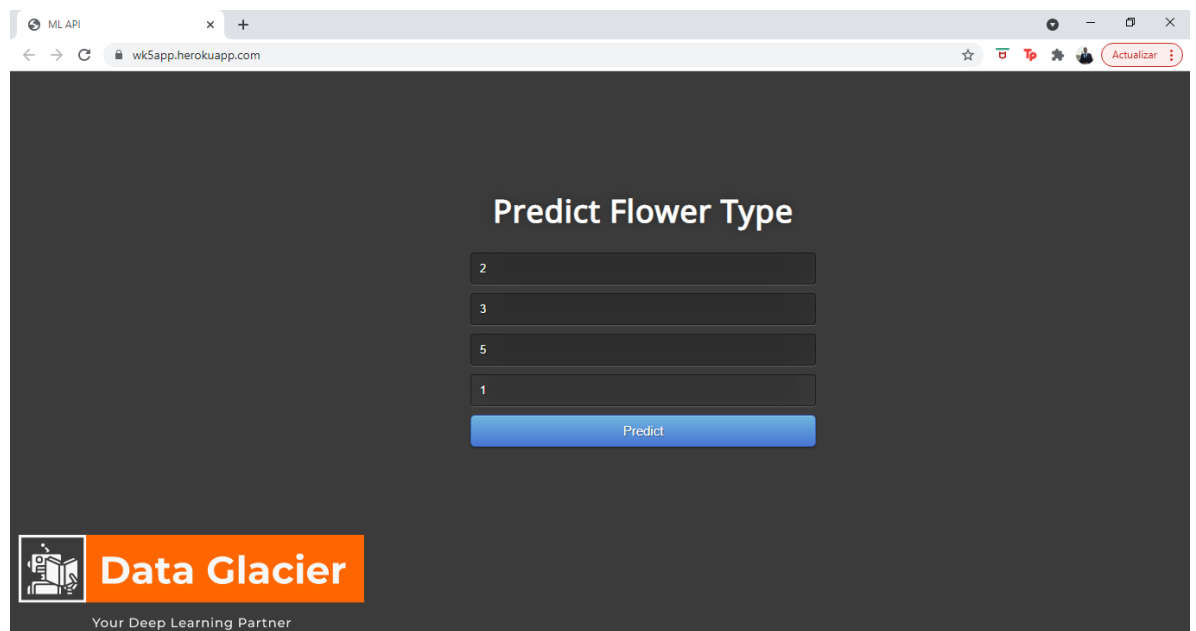 ML API
wk5app.herokuapp.com
Actualizar
Predict Flower Type
2
3
5
1
Predict
Data Glacier
Your Deep Learning Partner